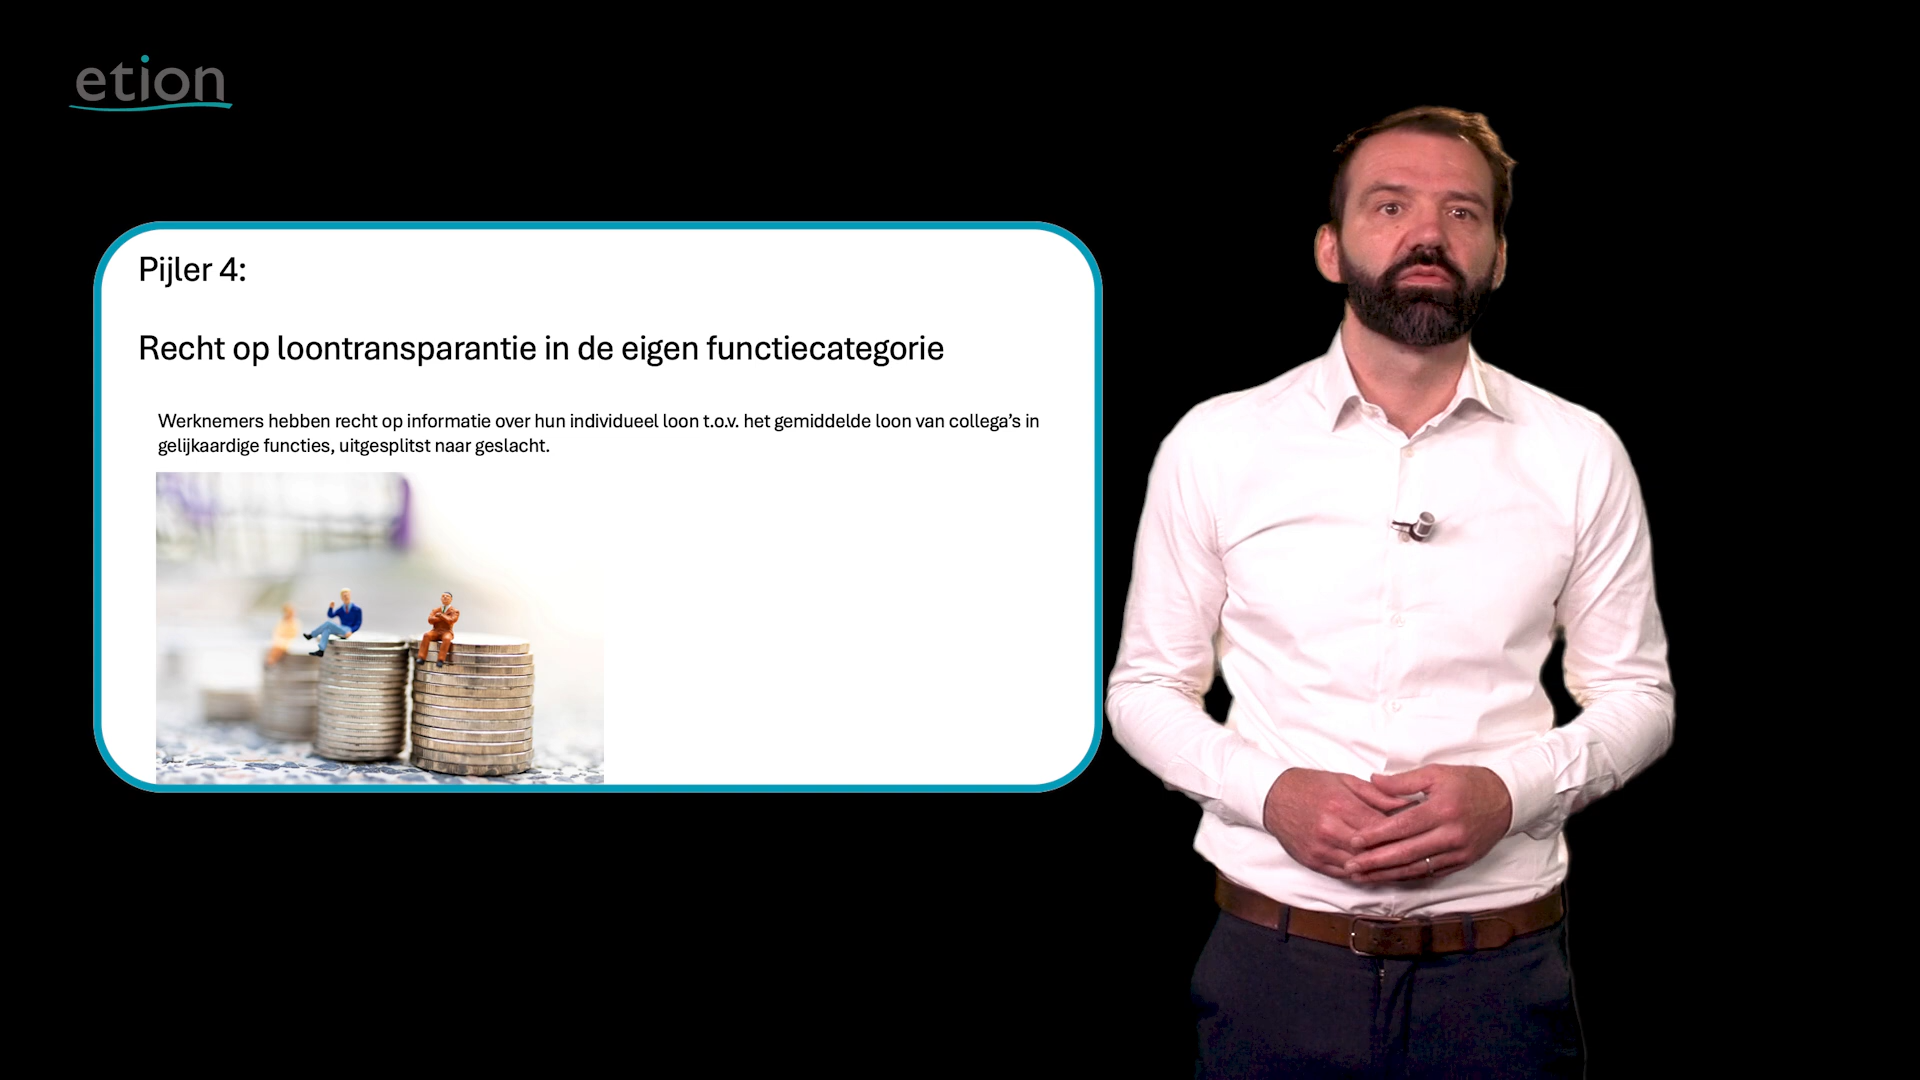 etion
Pijler 4:
Recht op loontransparantie in de eigen functiecategorie
Werknemers hebben recht op informatie over hun individueel loon t.o.v. het gemiddelde loon van collega’s in
gelijkaardige functies, uitgesplitst naar geslacht.